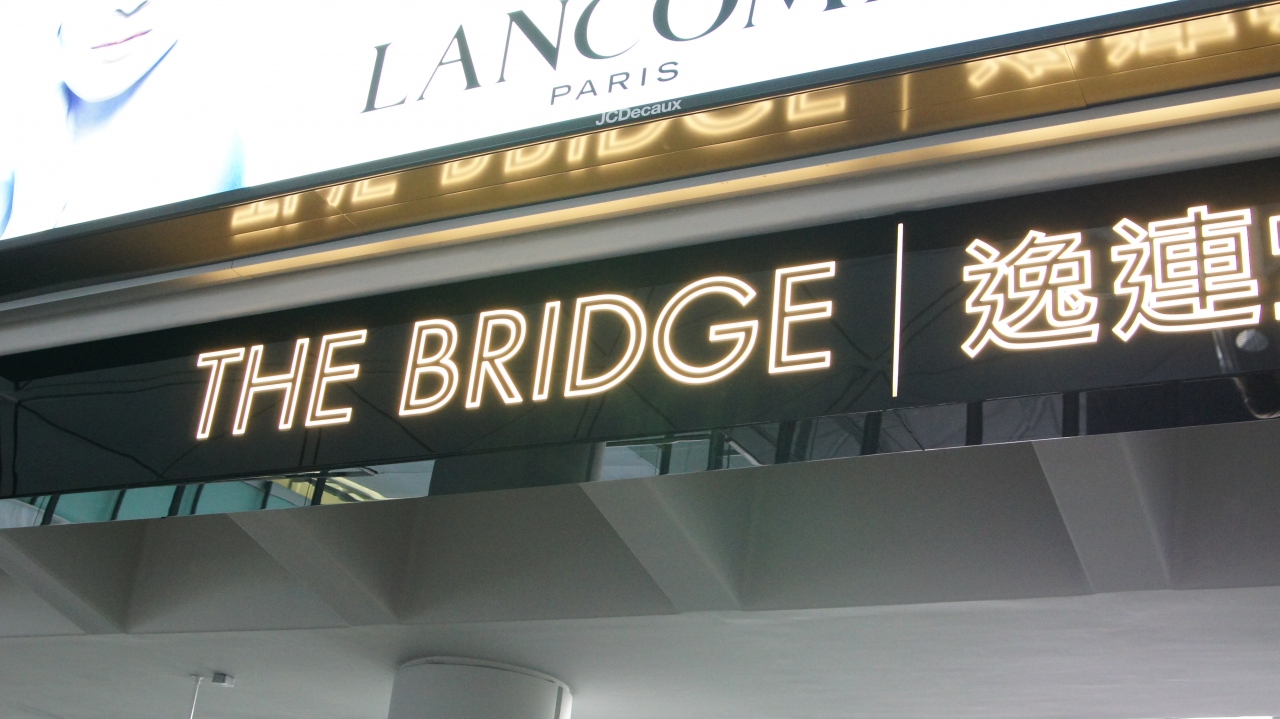 LANCOM
PARIS
JCDecaux
THE BRIDGE | 逸連